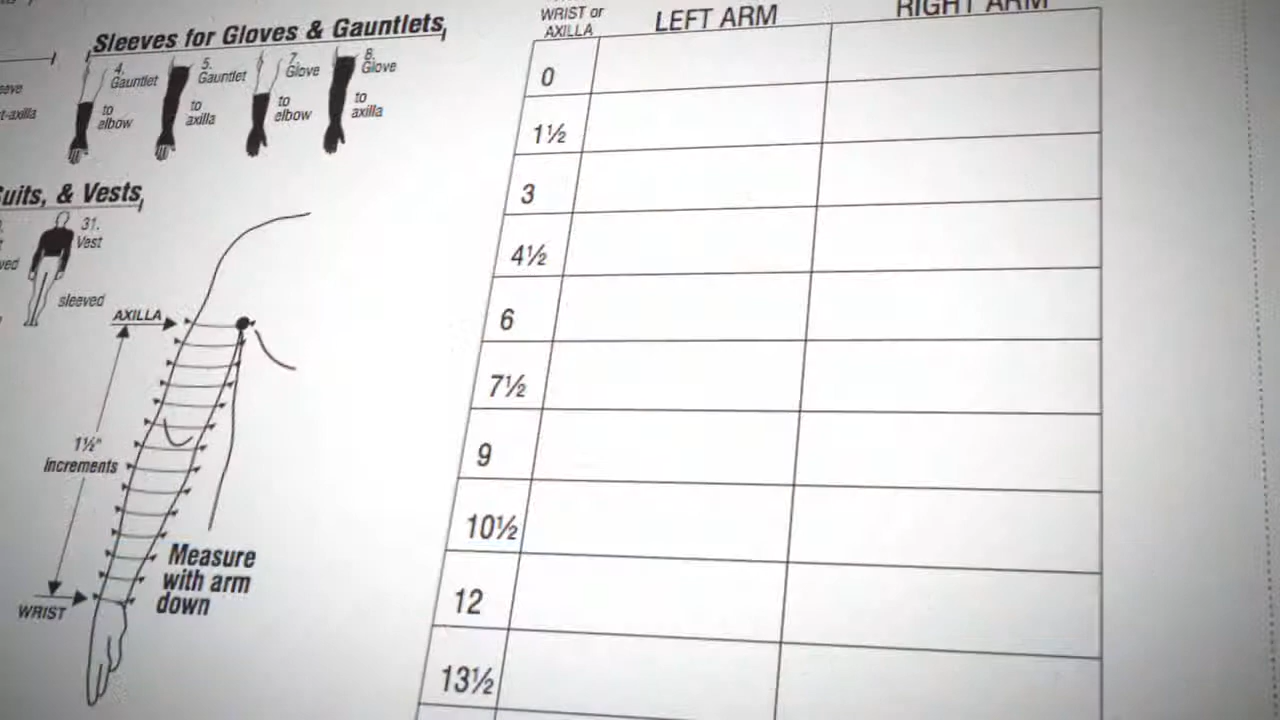 Sleeves for Gloves & Gauntlets
4.
Gauntlet
to
elbow
5.
Gauntlet
to
axilla
7.
Glove
to
elbow
8.
Glove
to
axilla
Vests
31.
Vest
sleeved
AXILLA
1½"
increments
WRIST
Measure
with arm
down
WRIST or
AXILLA
LEFT ARM
RIGHT ARM
0
1½
3
4½
6
7½
9
10½
12
13½